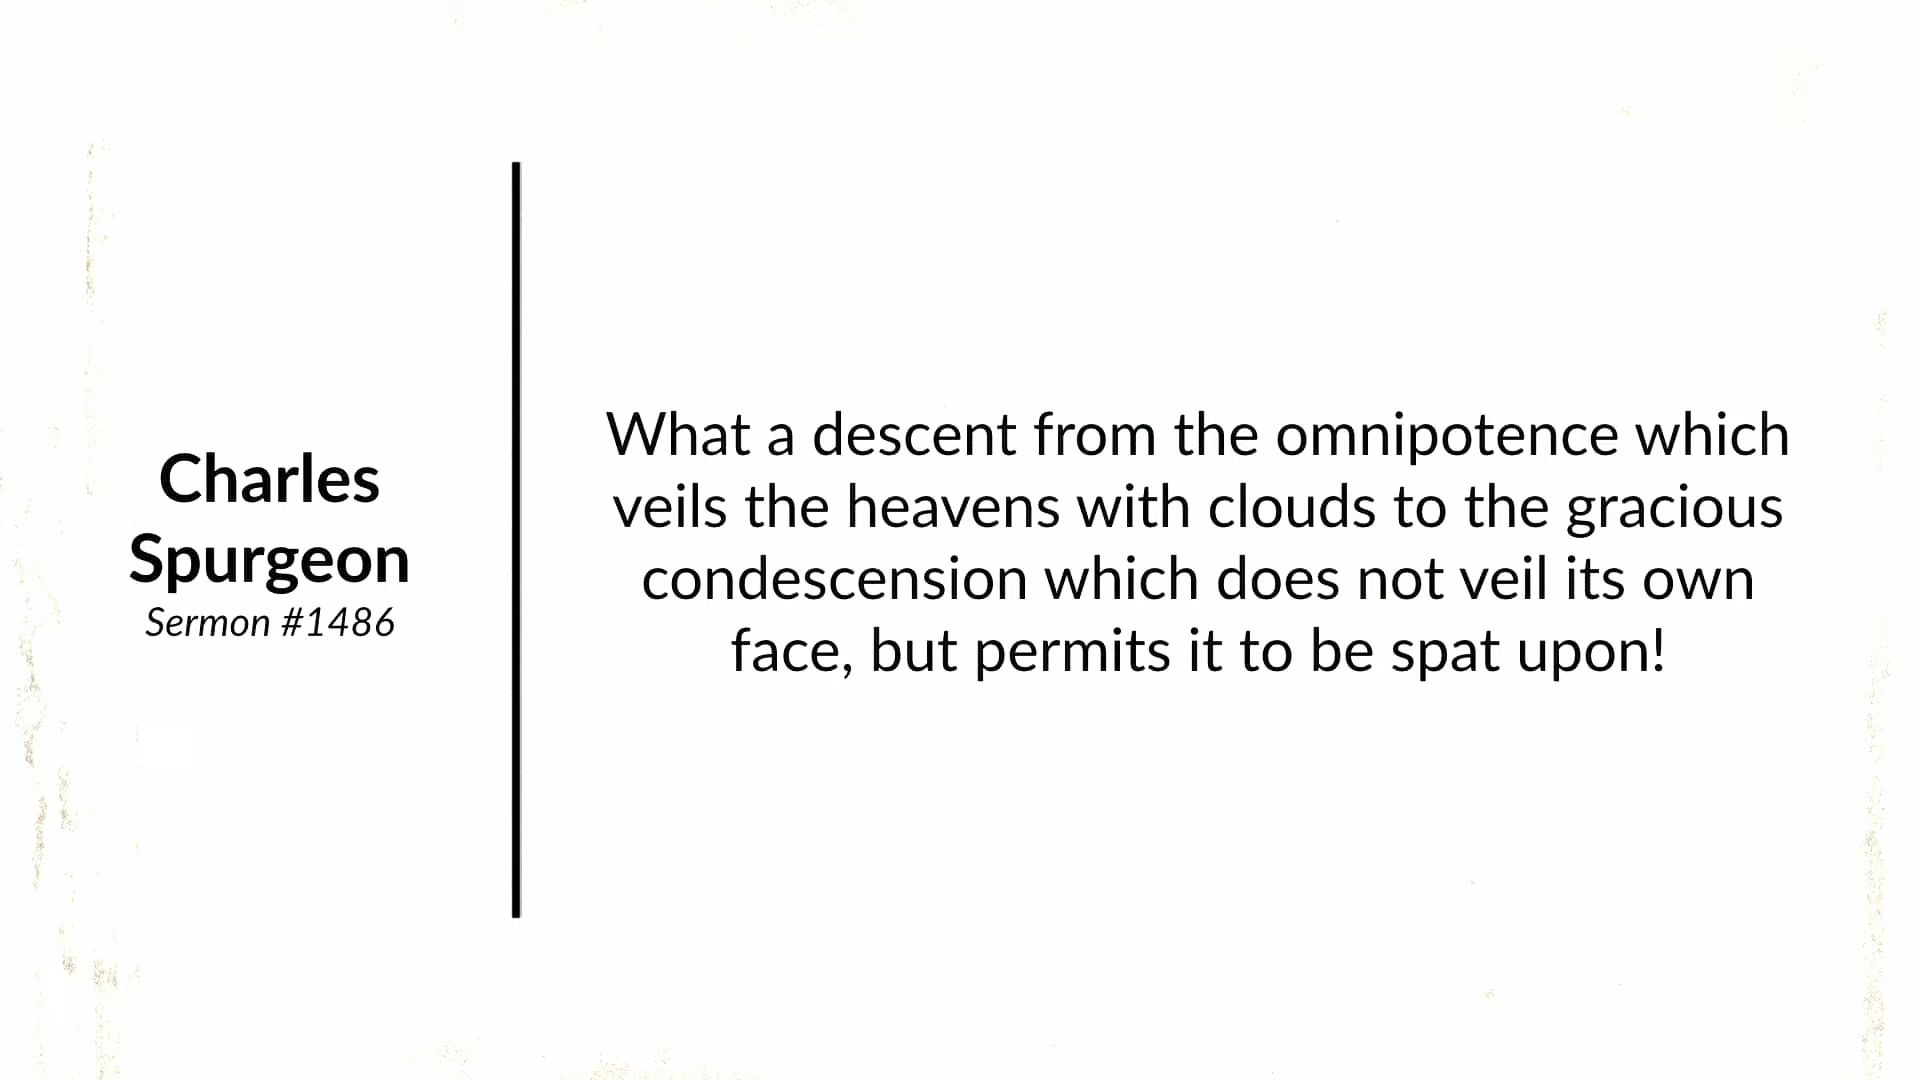 Charles
Spurgeon
Sermon #1486
What a descent from the omnipotence which
veils the heavens with clouds to the gracious
condescension which does not veil its own
face, but permits it to be spat upon!